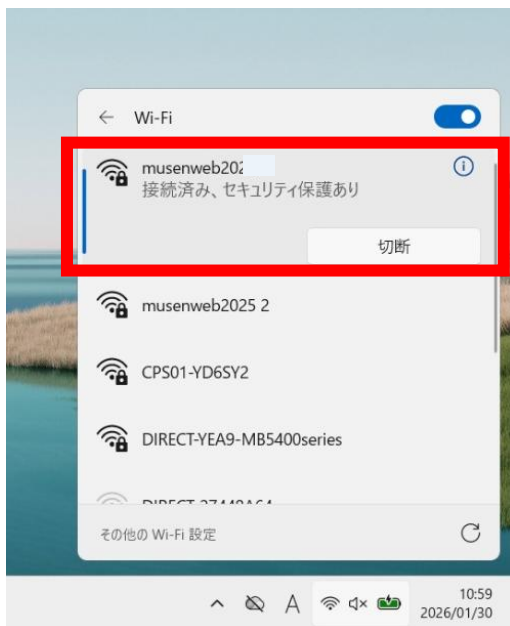 Wi-Fi
musenweb202
接続済み、セキュリティ保護あり
切断
musenweb2025 2
CPS01-YD6SY2
DIRECT-YEA9-MB5400series
その他の Wi-Fi 設定
A
10:59
2026/01/30